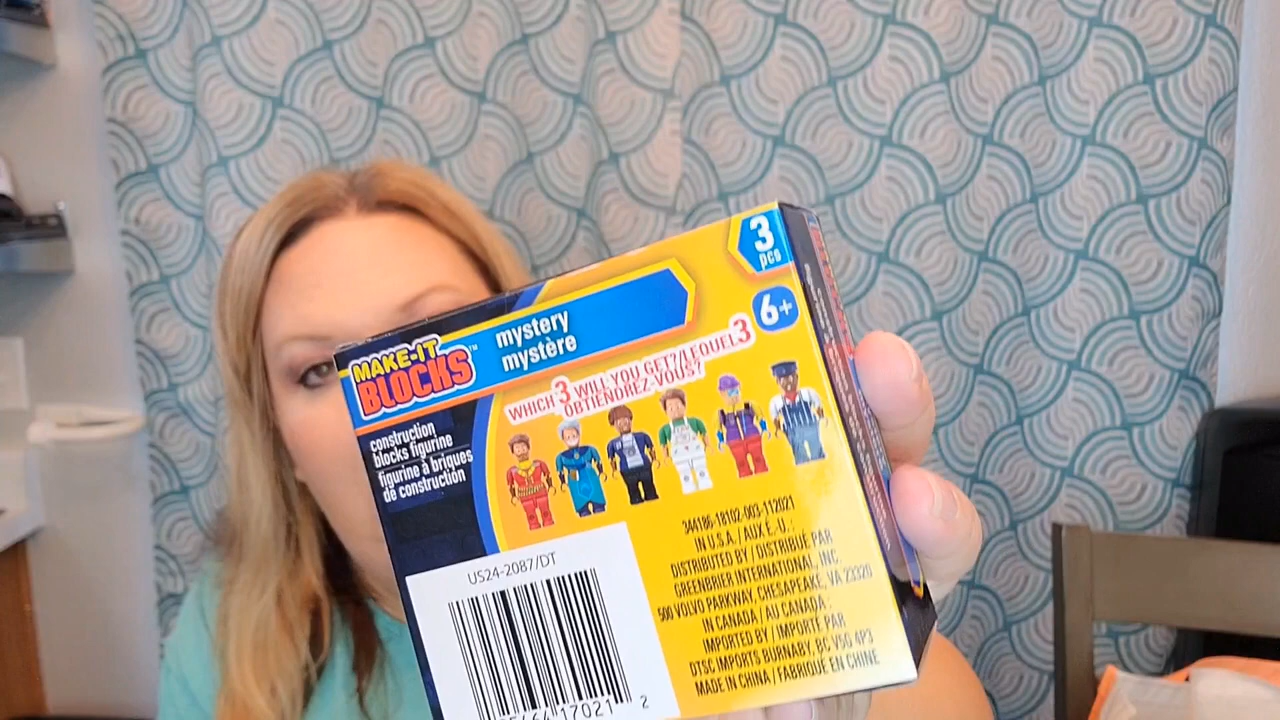 3
pcs
6+
MAKE-IT
BLOCKS™
mystery
mystère
WHICH 3 WILL YOU GET?/LEQUEL 3
OBTIENDREZ-VOUS?
construction
blocks figurine
figurine à briques
de construction
US24-2087/DT
17021 2
344186-18102-003-112021
IN U.S.A. / AUX É.-U. :
DISTRIBUTED BY / DISTRIBUÉ PAR
GREENBRIER INTERNATIONAL, INC.
500 VOLVO PARKWAY, CHESAPEAKE, VA 23320
IN CANADA / AU CANADA :
IMPORTED BY / IMPORTÉ PAR
DTSC IMPORTS BURNABY, BC V5G 4P3
MADE IN CHINA / FABRIQUÉ EN CHINE